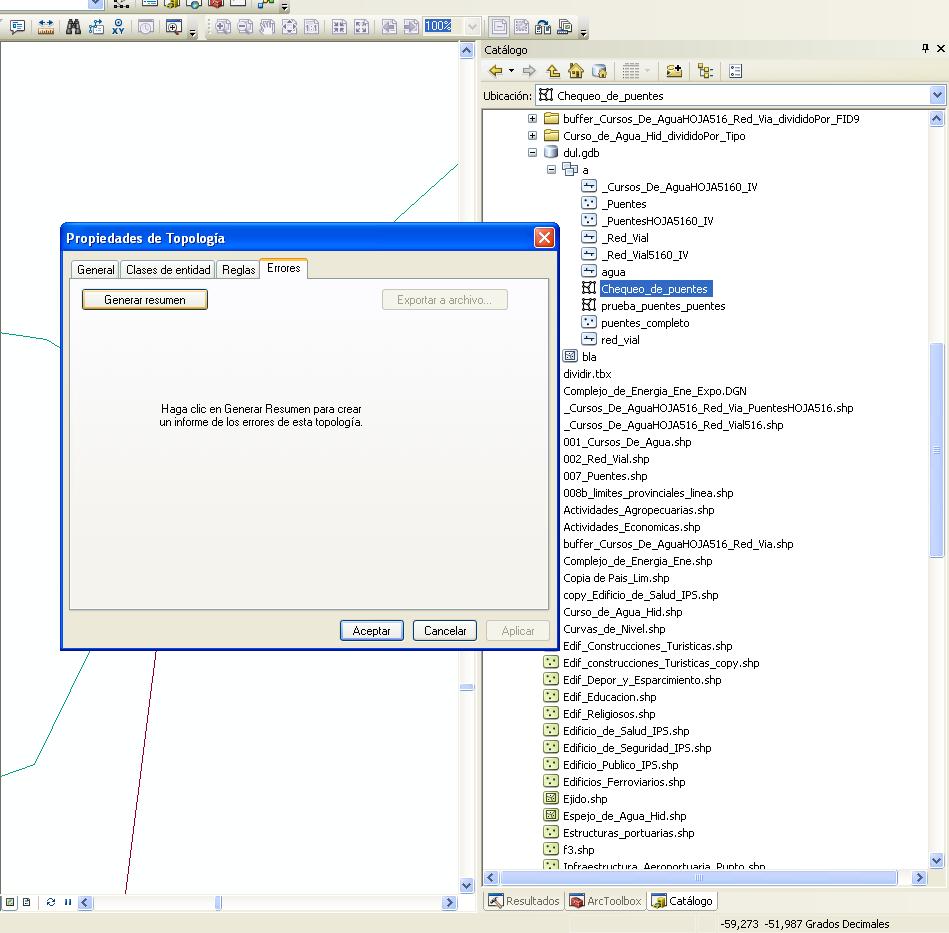 100%
Catálogo
Ubicación:
Chequeo_de_puentes
buffer_Cursos_De_AguaHOJA516_Red_Via_divididoPor_FID9
Curso_de_Agua_Hid_divididoPor_Tipo
dul.gdb
a
_Cursos_De_AguaHOJA5160_IV
_Puentes
_PuentesHOJA5160_IV
_Red_Vial
_Red_Vial5160_IV
agua
Chequeo_de_puentes
prueba_puentes_puentes
puentes_completo
red_vial
bla
dividir.tbx
Complejo_de_Energia_Ene_Expo.DGN
_Cursos_De_AguaHOJA516_Red_Via_PuentesHOJA516.shp
_Cursos_De_AguaHOJA516_Red_Vial516.shp
001_Cursos_De_Agua.shp
002_Red_Vial.shp
007_Puentes.shp
008b_limites_provinciales_linea.shp
Actividades_Agropecuarias.shp
Actividades_Economicas.shp
buffer_Cursos_De_AguaHOJA516_Red_Via.shp
Complejo_de_Energia_Ene.shp
Copia de Pais_Lim.shp
copy_Edificio_de_Salud_IPS.shp
Curso_de_Agua_Hid.shp
Curvas_de_Nivel.shp
Edif_Construcciones_Turisticas.shp
Edif_construcciones_Turisticas_copy.shp
Edif_Depor_y_Esparcimiento.shp
Edif_Educacion.shp
Edif_Religiosos.shp
Edificio_de_Salud_IPS.shp
Edificio_de_Seguridad_IPS.shp
Edificio_Publico_IPS.shp
Edificios_Ferroviarios.shp
Ejido.shp
Espejo_de_Agua_Hid.shp
Estructuras_portuarias.shp
f3.shp
Infraestructura_Aeroportuaria_Punto.shp
Propiedades de Topología
General
Clases de entidad
Reglas
Errores
Generar resumen
Exportar a archivo...
Haga clic en Generar Resumen para crear
un informe de los errores de esta topología.
Aceptar
Cancelar
Aplicar
Resultados
ArcToolbox
Catálogo
-59,273 -51,987 Grados Decimales